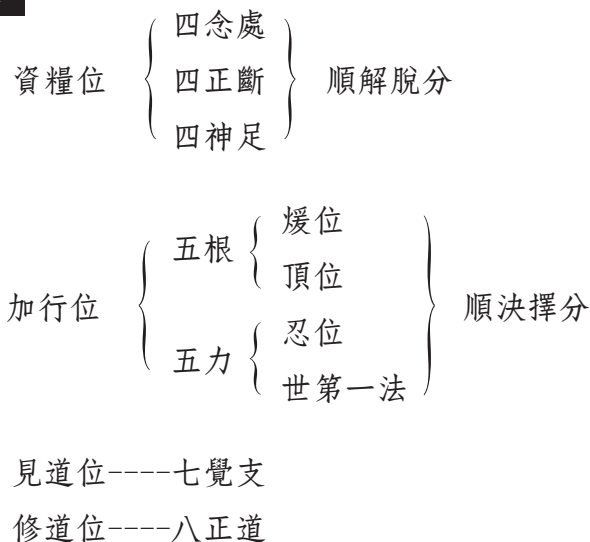 四念處
資糧位 四正斷 順解脫分
四神足
煖位
五根
頂位
加行位 順決擇分
忍位
五力
世第一法
見道位----七覺支
修道位----八正道